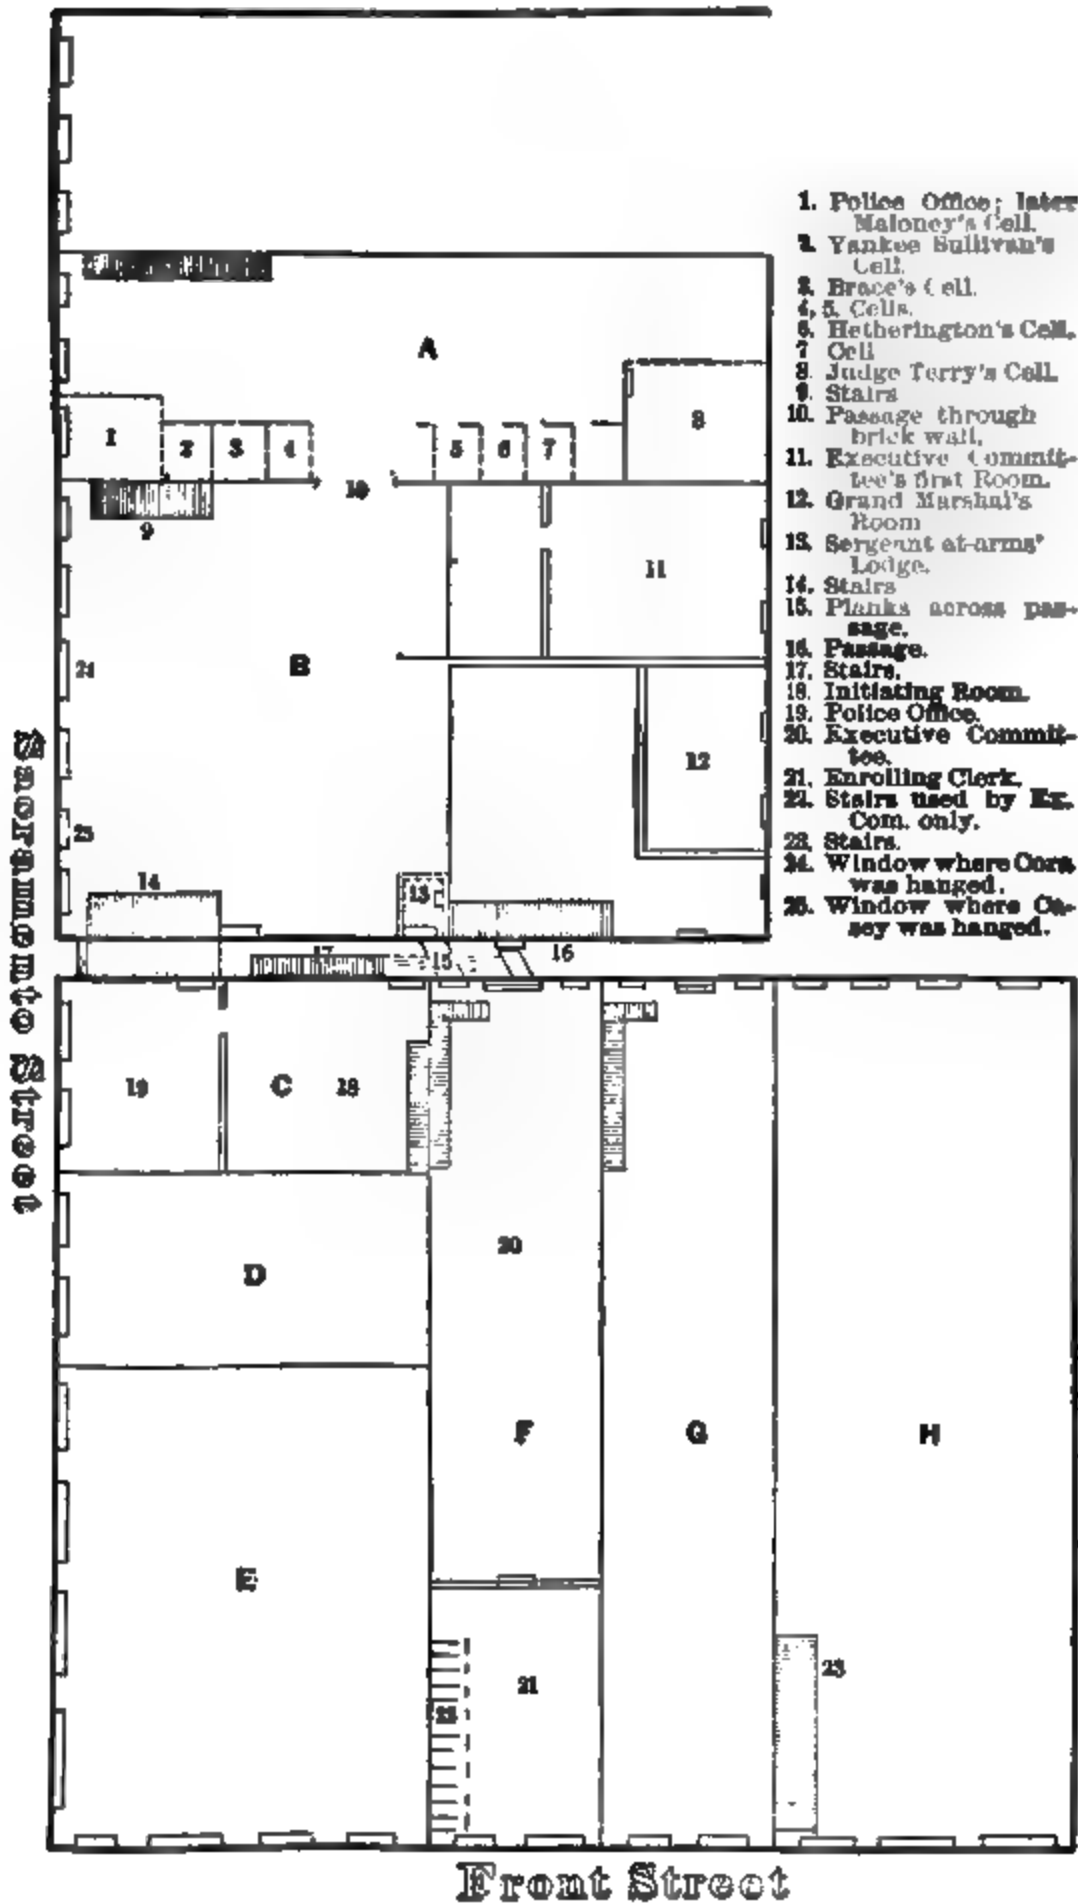 1. Police Office; later
Maloney's Cell.
2. Yankee Sullivan's
Cell.
3. Brace's Cell.
4, 5. Cells.
6. Hetherington's Cell.
7 Cell
8. Judge Terry's Cell.
9. Stairs
10. Passage through
brick wall.
11. Executive Commit-
tee's first Room.
12. Grand Marshal's
Room
13. Sergeant at-arms'
Lodge.
14. Stairs
15. Planks across pas-
sage.
16. Passage.
17. Stairs.
18. Initiating Room.
19. Police Office.
20. Executive Commit-
tee.
21. Enrolling Clerk.
22. Stairs used by Ex.
Com. only.
23. Stairs.
24. Window where Cora
was hanged.
25. Window where Ca-
sey was hanged.
A
1 2 3 4 5 6 7 8
10
9
11
24
B
12
25
14
13
17 15 16
19 C 18
20
D
F G H
E
21
22
23
Sacramento Street
Front Street